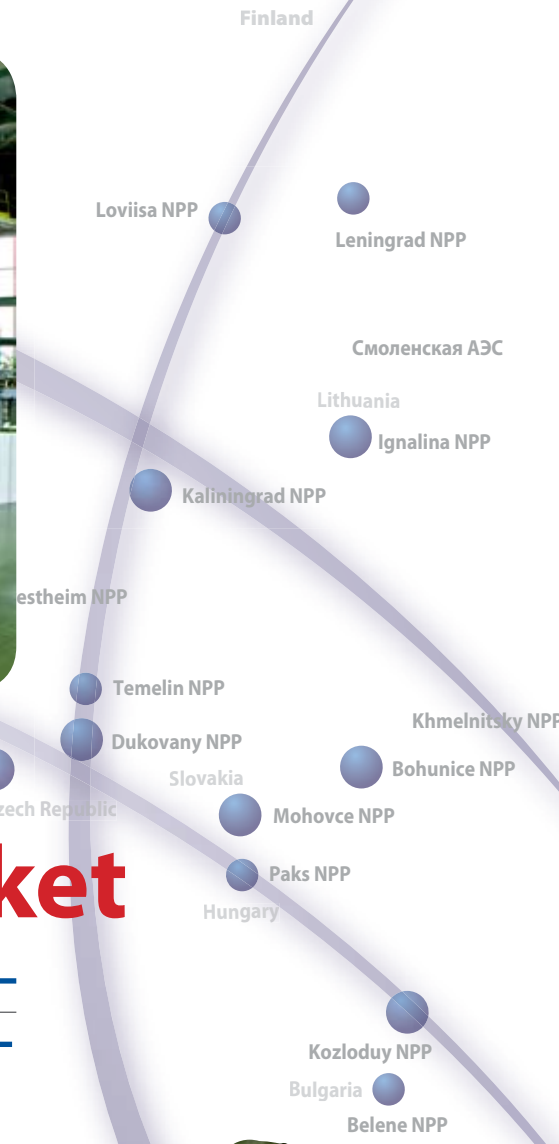 Finland
Loviisa NPP
Leningrad NPP
Смоленская АЭС
Lithuania
Ignalina NPP
Kaliningrad NPP
estheim NPP
Temelin NPP
Khmelnitsky NPP
Dukovany NPP
Bohunice NPP
Slovakia
zech Republic
Mohovce NPP
ket
Paks NPP
Hungary
Kozloduy NPP
Bulgaria
Belene NPP